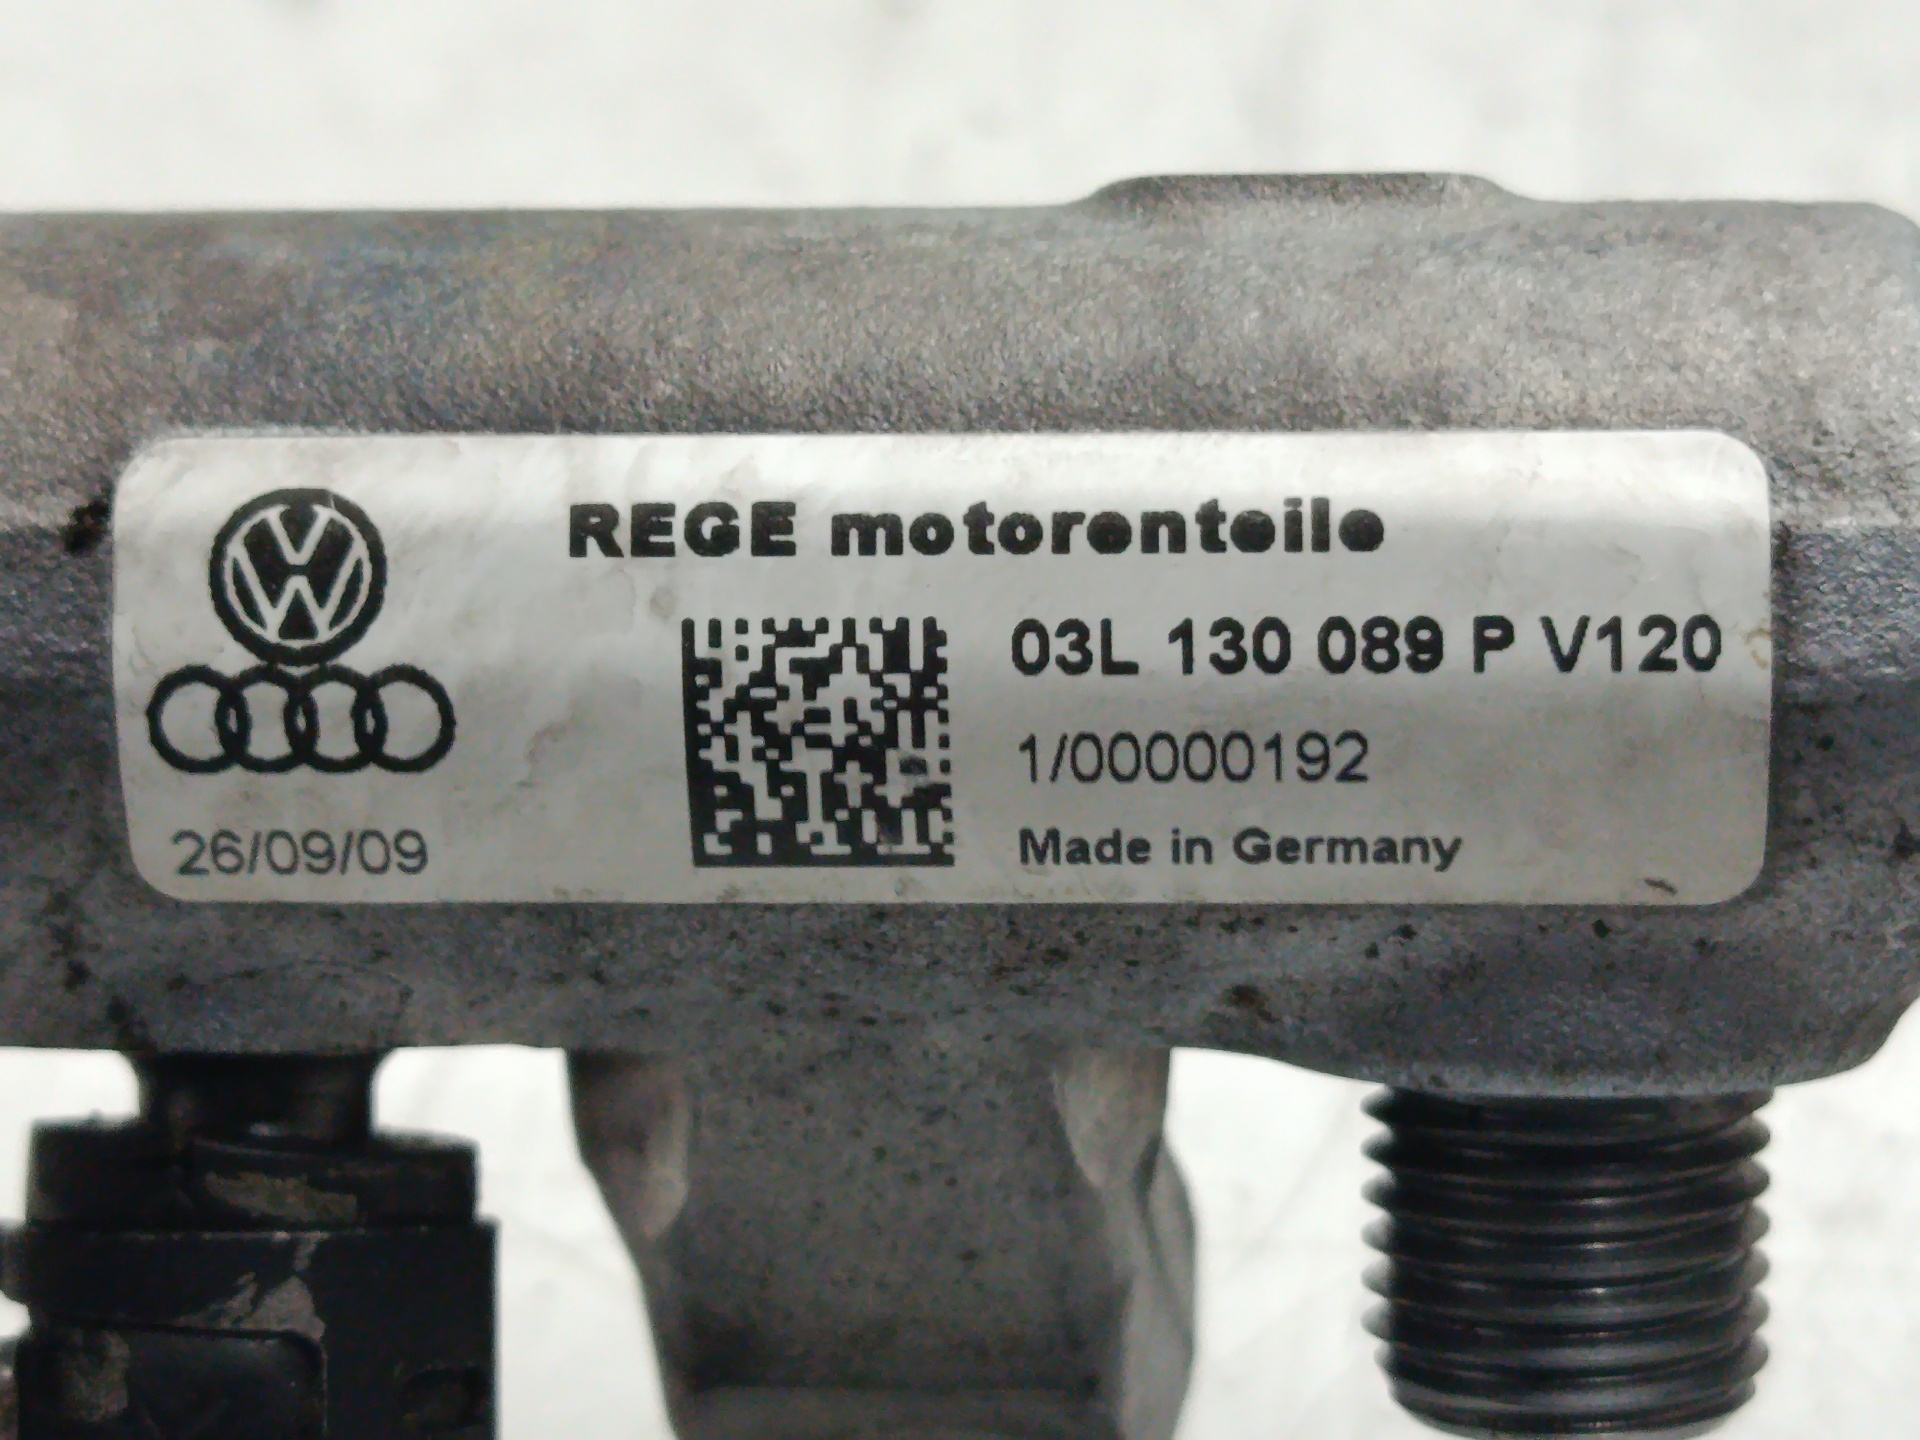 REGE motorenteile
03L 130 089 P V120
1/00000192
26/09/09
Made in Germany